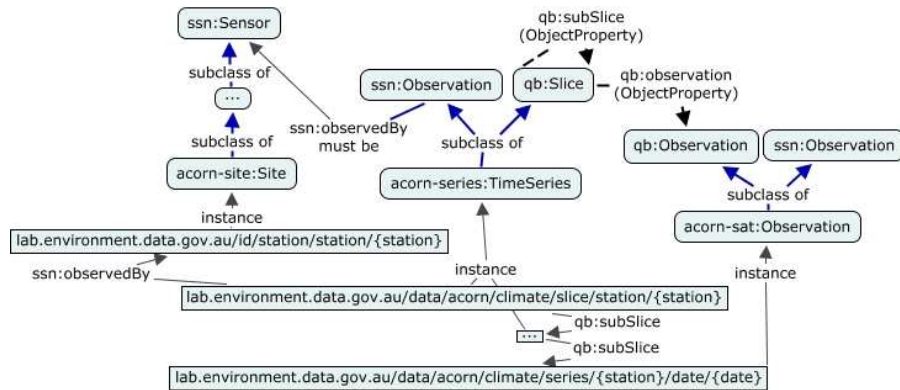 ssn:Sensor
qb:subSlice
(ObjectProperty)
subclass of
ssn:Observation
qb:Slice
qb:observation
(ObjectProperty)
...
ssn:observedBy
must be
subclass of
subclass of
qb:Observation
ssn:Observation
acorn-site:Site
acorn-series:TimeSeries
subclass of
instance
acorn-sat:Observation
lab.environment.data.gov.au/id/station/station/{station}
ssn:observedBy
instance
instance
lab.environment.data.gov.au/data/acorn/climate/slice/station/{station}
qb:subSlice
...
qb:subSlice
lab.environment.data.gov.au/data/acorn/climate/series/{station}/date/{date}